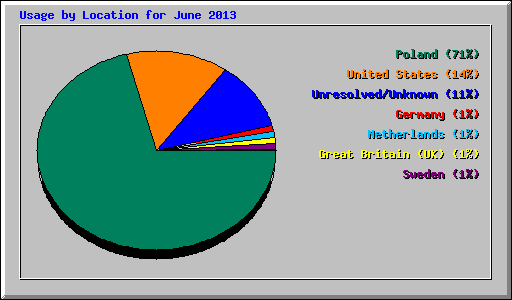 Usage by Location for June 2013
Poland (71%)
United States (14%)
Unresolved/Unknown (11%)
Germany (1%)
Netherlands (1%)
Great Britain (UK) (1%)
Sweden (1%)